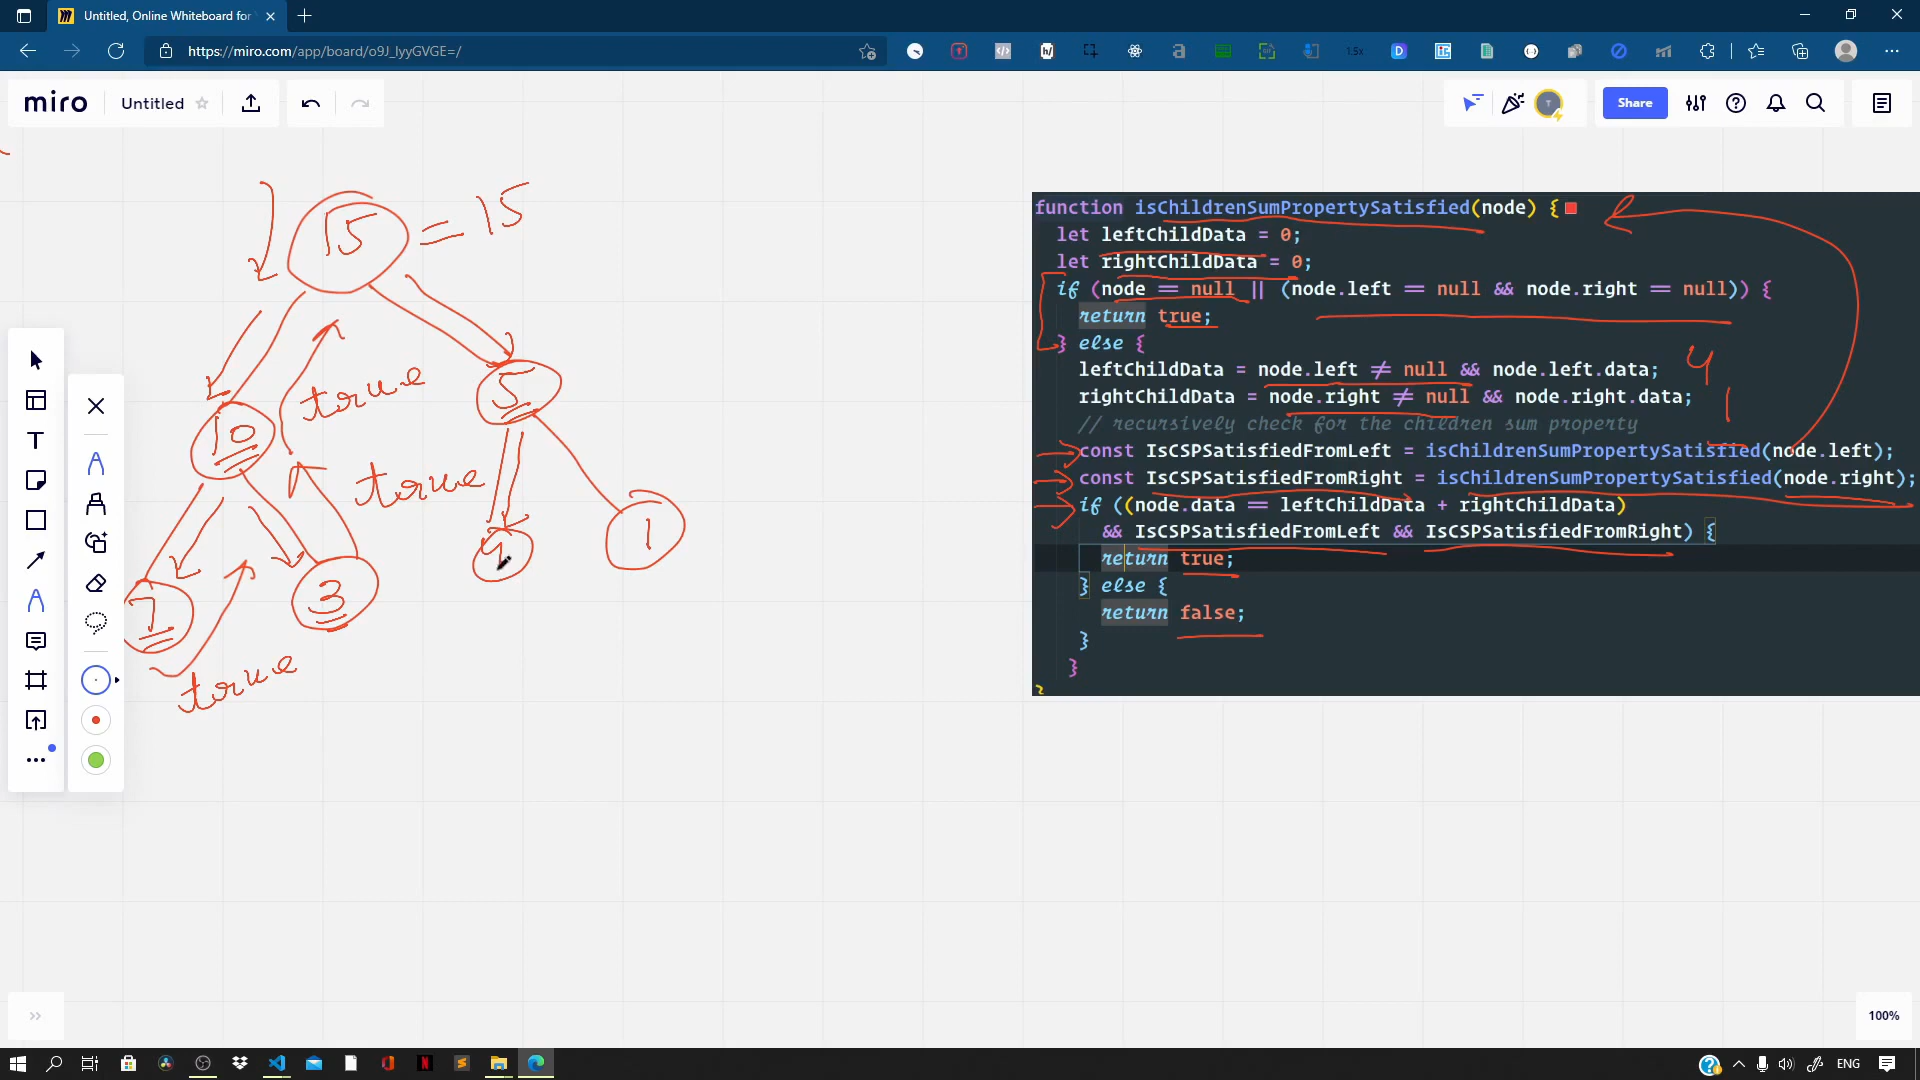 Untitled, Online Whiteboard for
https://miro.com/app/board/o9J_lyyGVGE=/
1.5x
miro
Untitled
Share
15 = 15
10
true
5
true
7
3
4
1
true
function isChildrenSumPropertySatisfied(node) {
let leftChildData = 0;
let rightChildData = 0;
if (node == null || (node.left == null && node.right == null)) {
return true;
} else {
leftChildData = node.left ≠ null && node.left.data;
4
rightChildData = node.right ≠ null && node.right.data;
1
// recursively check for the children sum property
const IsCSPSatisfiedFromLeft = isChildrenSumPropertySatisfied(node.left);
const IsCSPSatisfiedFromRight = isChildrenSumPropertySatisfied(node.right);
if ((node.data == leftChildData + rightChildData)
&& IsCSPSatisfiedFromLeft && IsCSPSatisfiedFromRight) {
return true;
} else {
return false;
}
}
}
100%
ENG